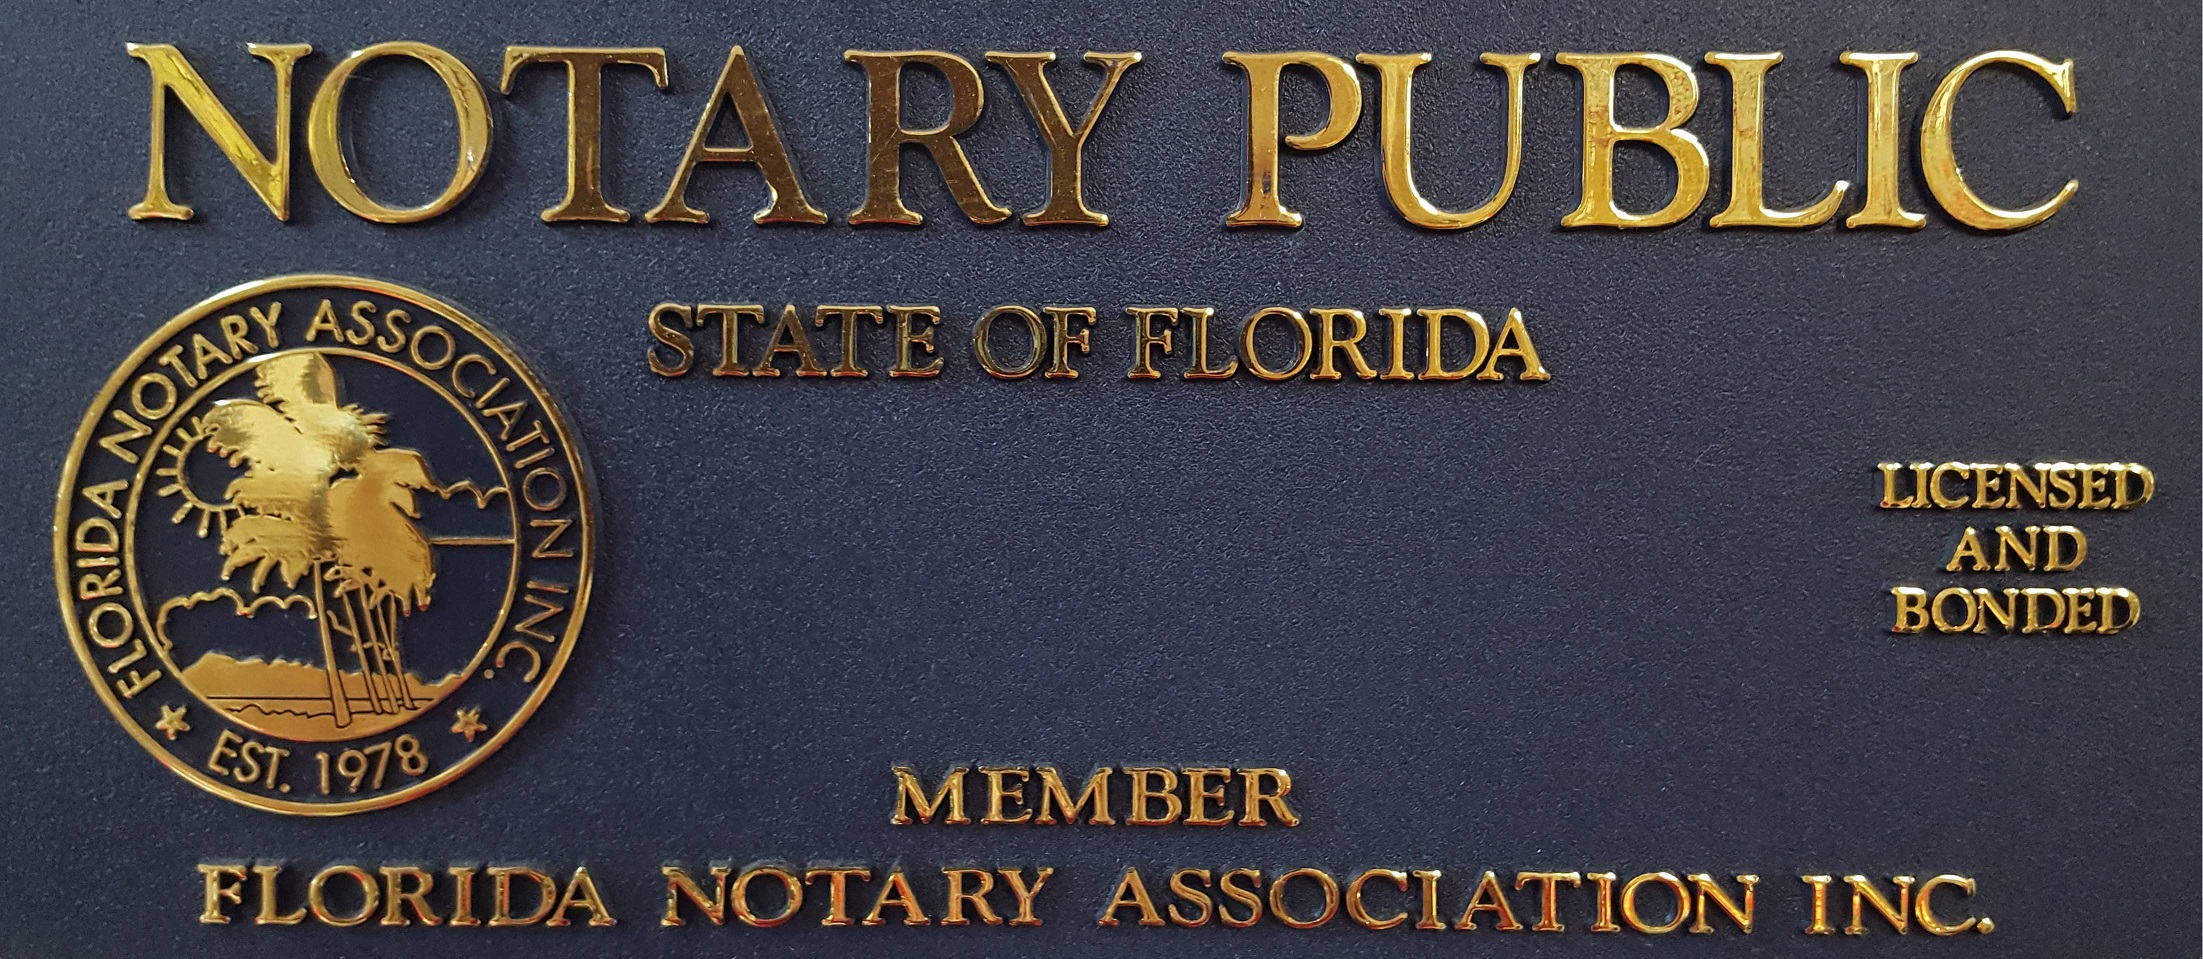 NOTARY PUBLIC
STATE OF FLORIDA
FLORIDA NOTARY ASSOCIATION INC.
EST. 1978
LICENSED
AND
BONDED
MEMBER
FLORIDA NOTARY ASSOCIATION INC.